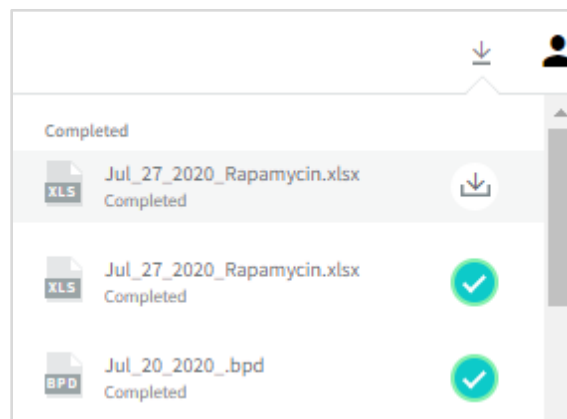 Completed
Jul_27_2020_Rapamycin.xlsx
XLS
Completed
Jul_27_2020_Rapamycin.xlsx
XLS
Completed
Jul_20_2020_.bpd
BPD
Completed